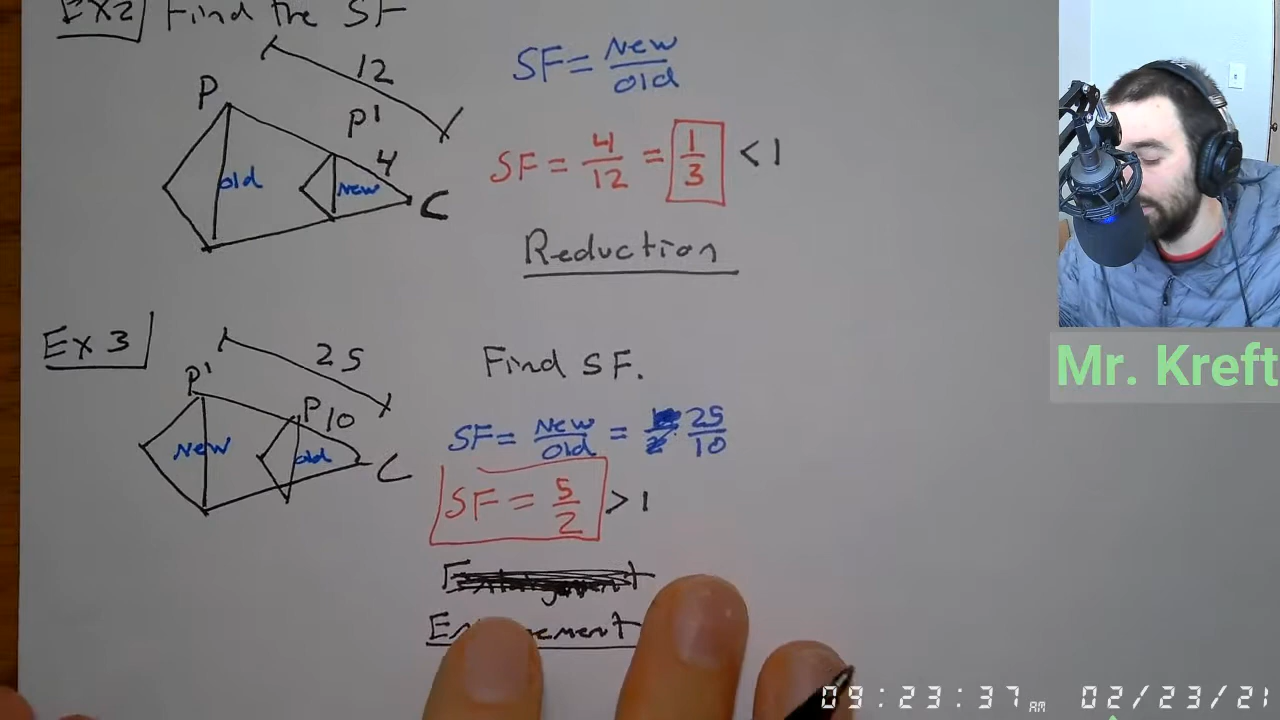 EX2 Find the SF
12
P
P'
4
old
New
C
SF = New/old
SF = 4/12 = 1/3 < 1
Reduction
Ex 3
25
P'
P
10
New
old
C
Find SF.
SF = New/Old = 25/10
SF = 5/2 > 1
Mr. Kreft
09:23:37 AM 02/23/21